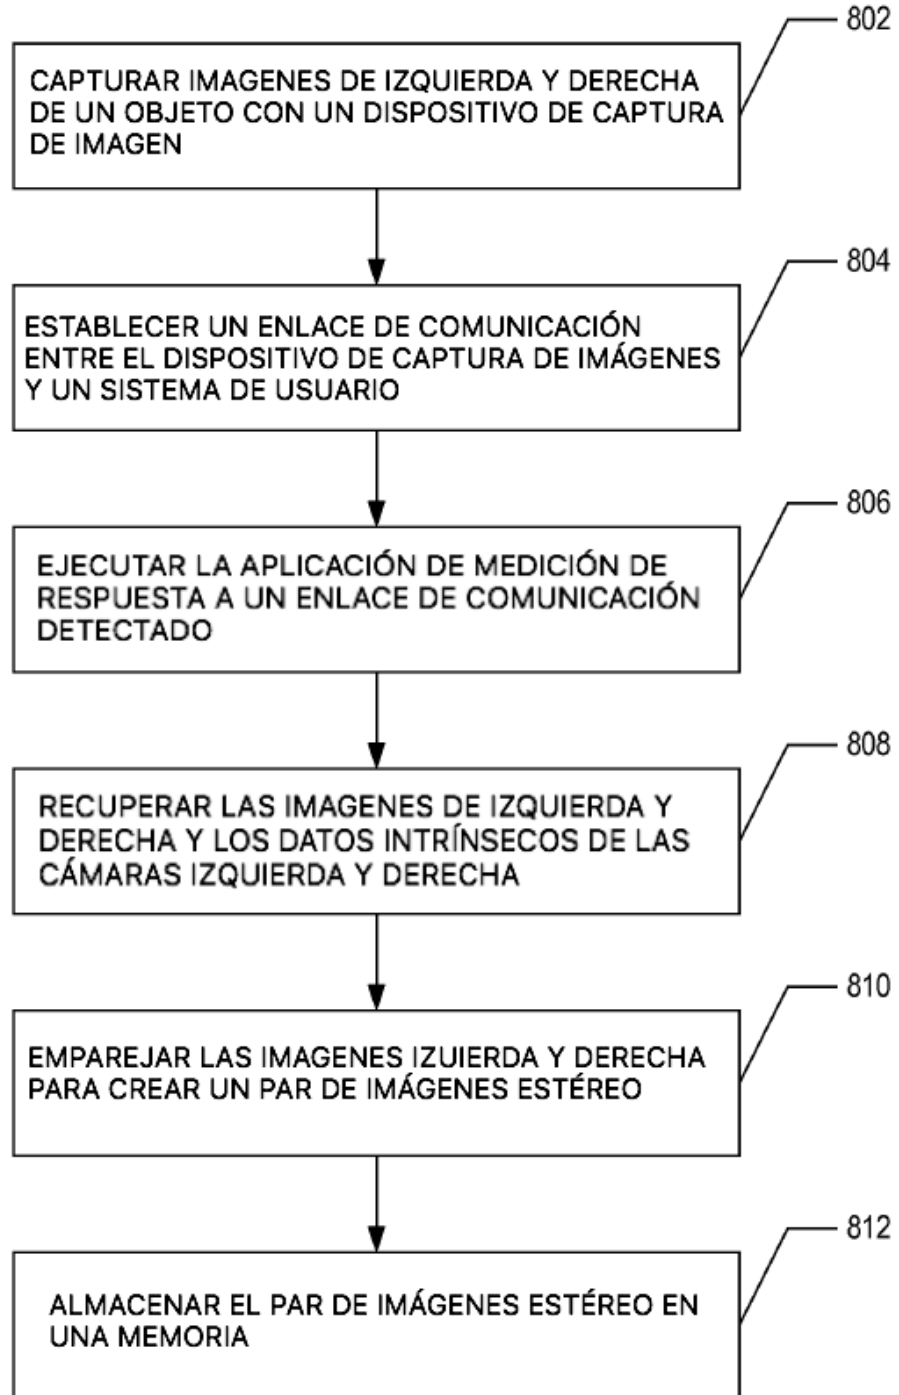 802
CAPTURAR IMAGENES DE IZQUIERDA Y DERECHA
DE UN OBJETO CON UN DISPOSITIVO DE CAPTURA
DE IMAGEN
804
ESTABLECER UN ENLACE DE COMUNICACIÓN
ENTRE EL DISPOSITIVO DE CAPTURA DE IMÁGENES
Y UN SISTEMA DE USUARIO
806
EJECUTAR LA APLICACIÓN DE MEDICIÓN DE
RESPUESTA A UN ENLACE DE COMUNICACIÓN
DETECTADO
808
RECUPERAR LAS IMAGENES DE IZQUIERDA Y
DERECHA Y LOS DATOS INTRÍNSECOS DE LAS
CÁMARAS IZQUIERDA Y DERECHA
810
EMPAREJAR LAS IMAGENES IZUIERDA Y DERECHA
PARA CREAR UN PAR DE IMÁGENES ESTÉREO
812
ALMACENAR EL PAR DE IMÁGENES ESTÉREO EN
UNA MEMORIA